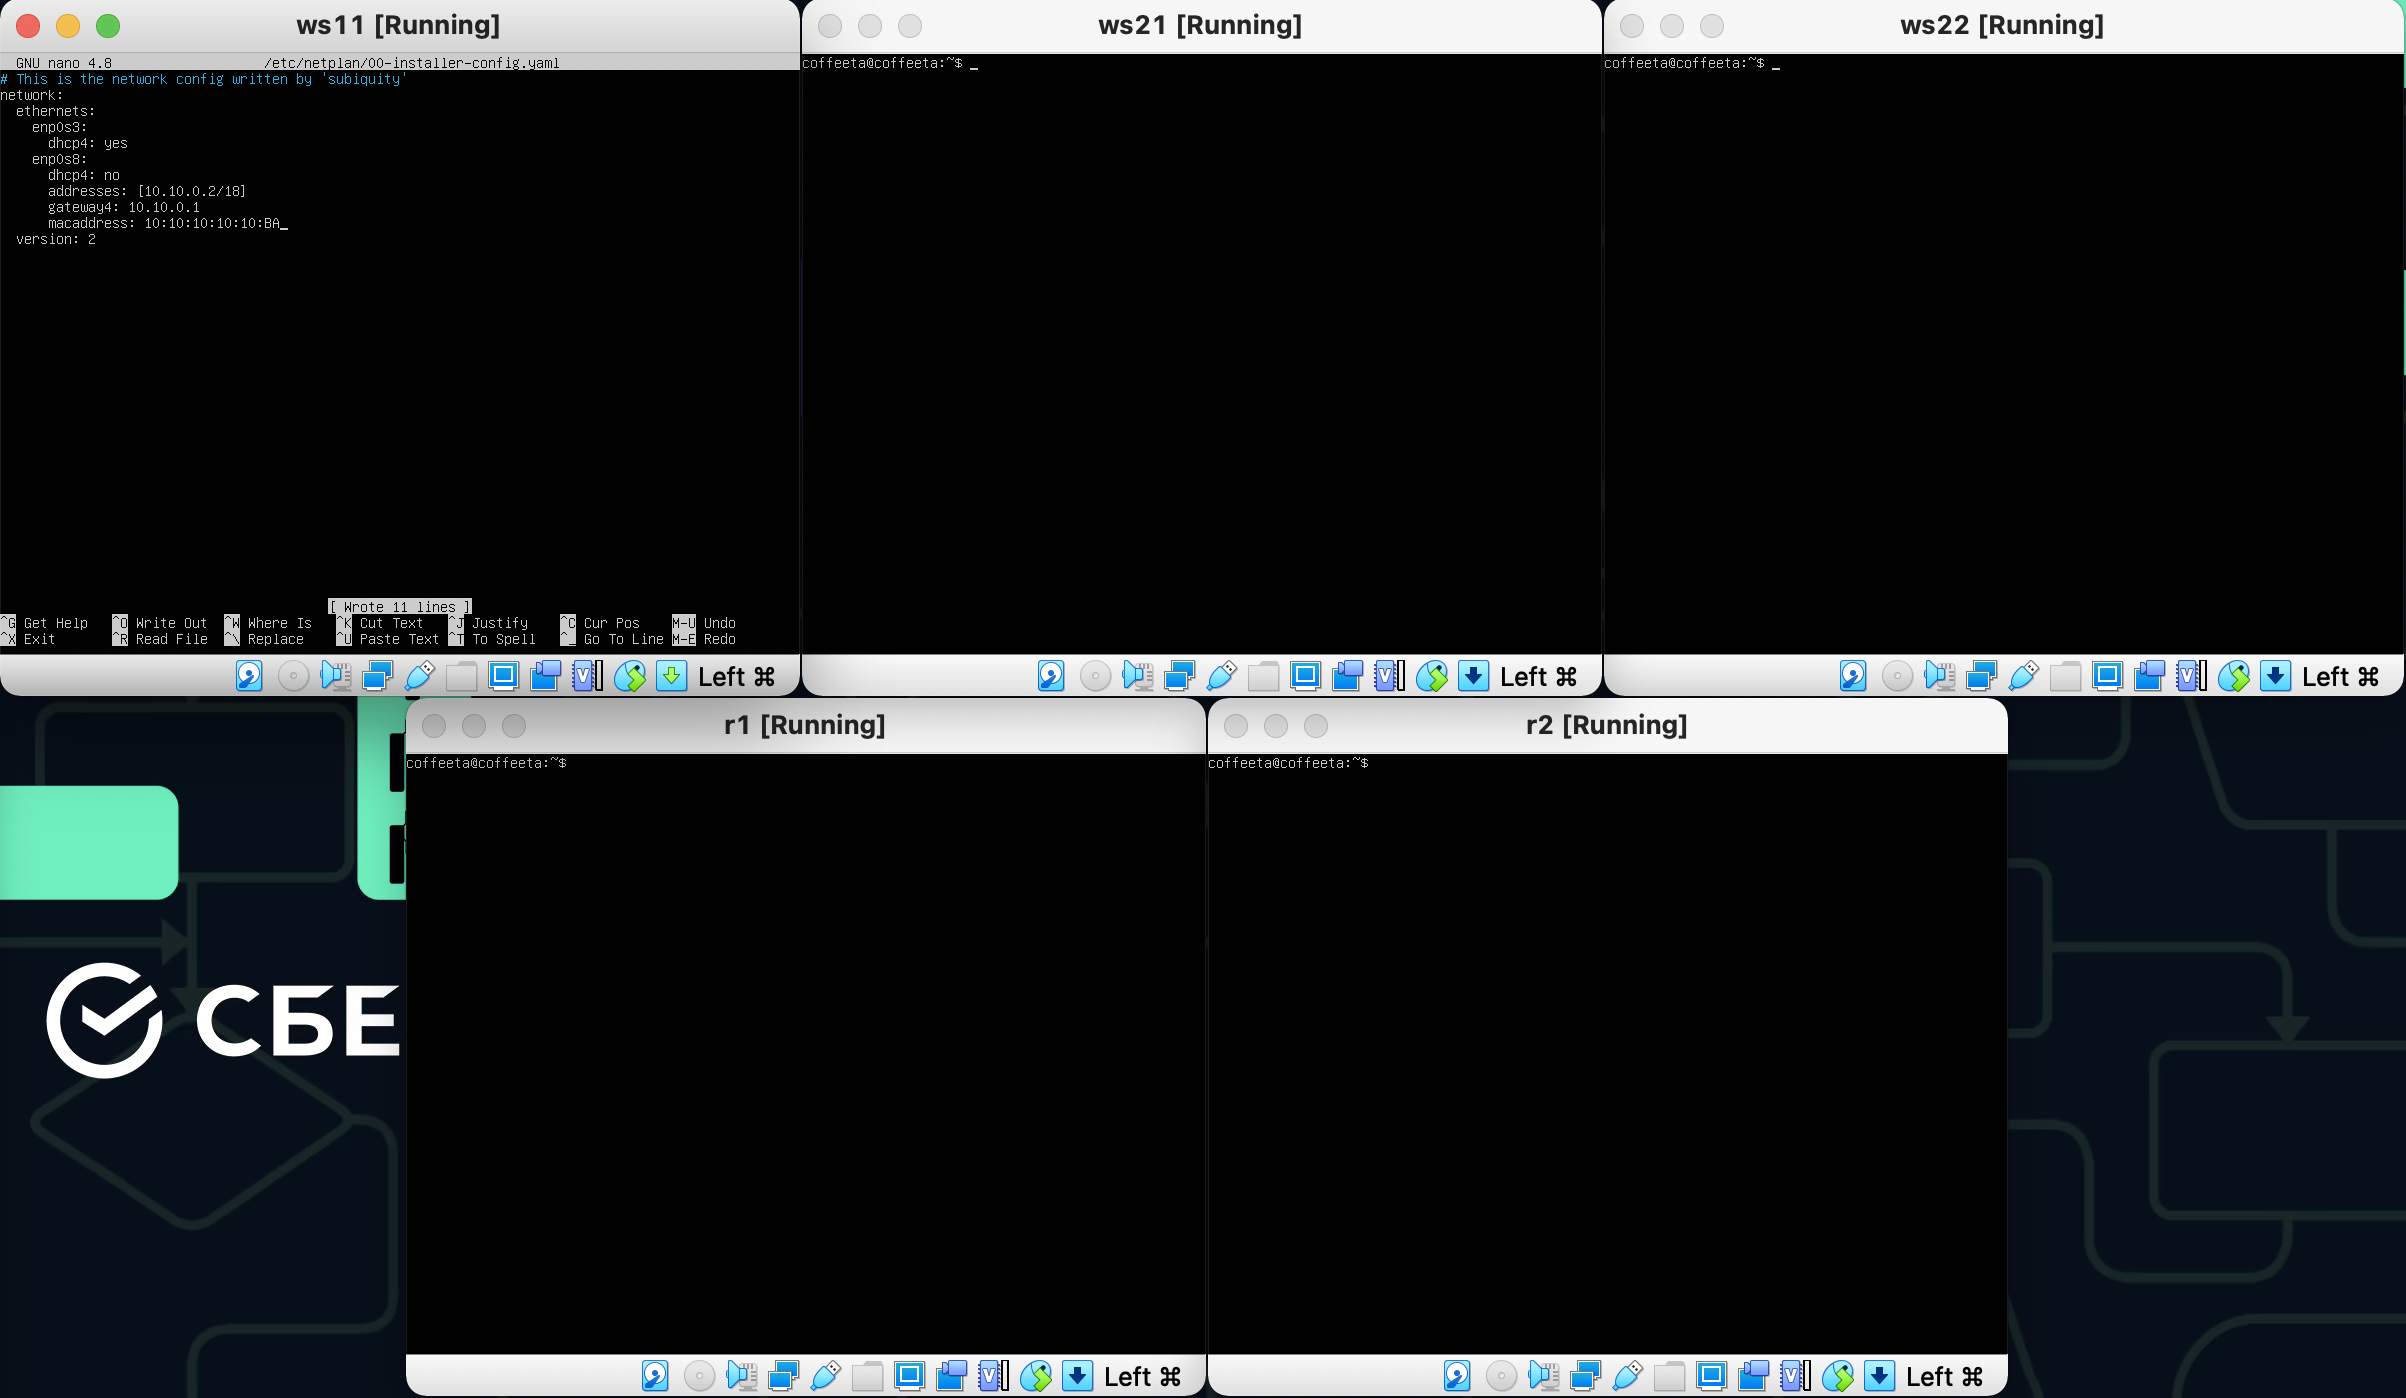 ws11 [Running]
GNU nano 4.8 /etc/netplan/00-installer-config.yaml
# This is the network config written by 'subiquity'
network:
  ethernets:
    enp0s3:
      dhcp4: yes
    enp0s8:
      dhcp4: no
      addresses: [10.10.0.2/18]
      gateway4: 10.10.0.1
      macaddress: 10:10:10:10:10:BA
  version: 2
[ Wrote 11 lines ]
^G Get Help ^O Write Out ^W Where Is ^K Cut Text ^J Justify ^C Cur Pos M-U Undo
^X Exit ^R Read File ^\ Replace ^U Paste Text ^T To Spell ^_ Go To Line M-E Redo
Left ⌘
ws21 [Running]
coffeeta@coffeeta:~$ _
Left ⌘
ws22 [Running]
coffeeta@coffeeta:~$ _
Left ⌘
r1 [Running]
coffeeta@coffeeta:~$
Left ⌘
r2 [Running]
coffeeta@coffeeta:~$
Left ⌘
СБЕ